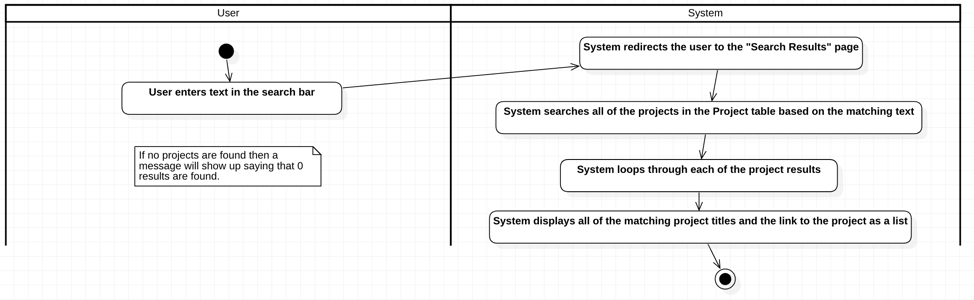 User
System
System redirects the user to the "Search Results" page
User enters text in the search bar
System searches all of the projects in the Project table based on the matching text
If no projects are found then a
message will show up saying that 0
results are found.
System loops through each of the project results
System displays all of the matching project titles and the link to the project as a list